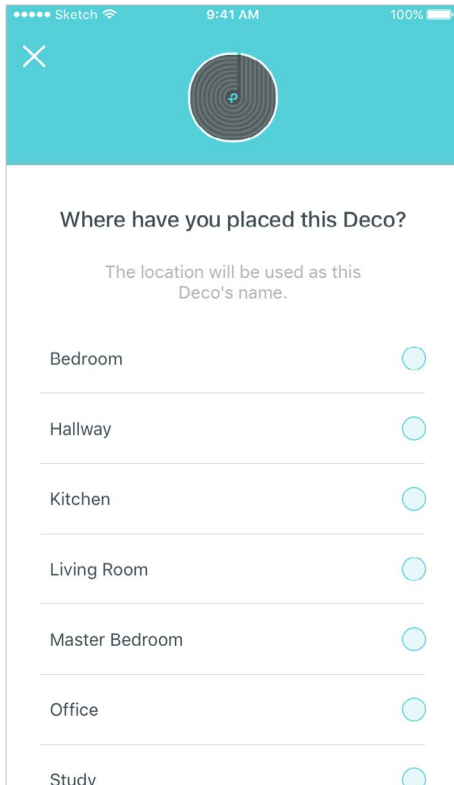 Sketch 9:41 AM 100%
Where have you placed this Deco?
The location will be used as this
Deco's name.
Bedroom
Hallway
Kitchen
Living Room
Master Bedroom
Office
Study